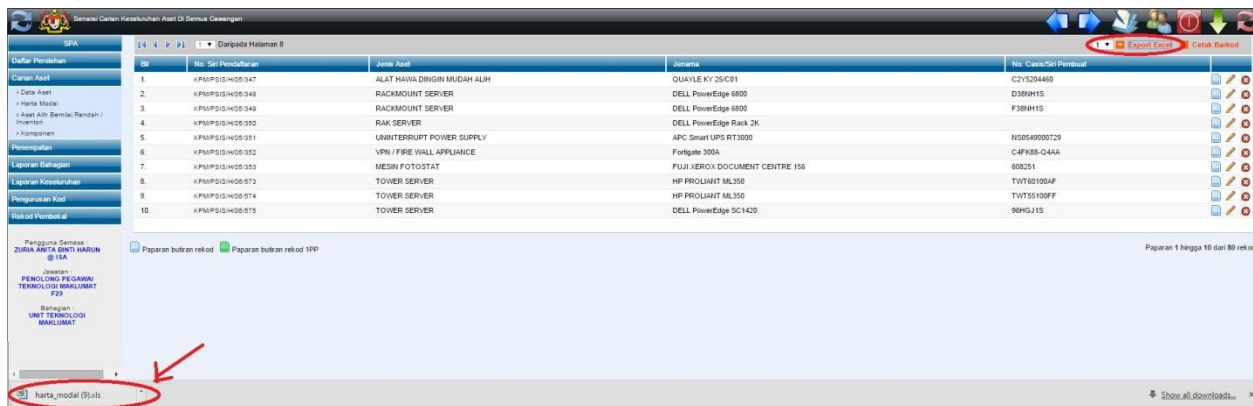 Senarai Carian Keseluruhan Aset Di Semua Cawangan
SPA
Daftar Perolehan
Carian Aset
Data Aset
Harta Modal
Aset Alih Bernilai Rendah / Inventori
Komponen
Penempatan
Laporan Bahagian
Laporan Keseluruhan
Pengurusan Kod
Rekod Pembekal
Pengguna Semasa :
ZURIA ANITA BINTI HARUN
@ ISA
Jawatan :
PENOLONG PEGAWAI
TEKNOLOGI MAKLUMAT
F29
Bahagian :
UNIT TEKNOLOGI
MAKLUMAT
1 Daripada Halaman 8
1 Export Excel Cetak Barkod
Bil No. Siri Pendaftaran Jenis Aset Jenama No. Casis/Siri Pembuat
1. KPM/PSIS/H/05/347 ALAT HAWA DINGIN MUDAH ALIH QUAYLE KY 25/C01 C2Y5204460
2. KPM/PSIS/H/05/348 RACKMOUNT SERVER DELL PowerEdge 6800 D38NH1S
3. KPM/PSIS/H/05/349 RACKMOUNT SERVER DELL PowerEdge 6800 F38NH1S
4. KPM/PSIS/H/05/350 RAK SERVER DELL PowerEdge Rack 2K
5. KPM/PSIS/H/05/351 UNINTERRUPT POWER SUPPLY APC Smart UPS RT3000 NS0549000729
6. KPM/PSIS/H/05/352 VPN / FIRE WALL APPLIANCE Fortigate 300A C4FK88-Q4AA
7. KPM/PSIS/H/05/353 MESIN FOTOSTAT FUJI XEROX DOCUMENT CENTRE 156 608251
8. KPM/PSIS/H/06/573 TOWER SERVER HP PROLIANT ML350 TWT60100AF
9. KPM/PSIS/H/06/574 TOWER SERVER HP PROLIANT ML350 TWT55100FF
10. KPM/PSIS/H/06/575 TOWER SERVER DELL PowerEdge SC1420 96HGJ1S
Paparan butiran rekod Paparan butiran rekod 1PP Paparan 1 hingga 10 dari 80 reko
harta_modal (9).xls Show all downloads...